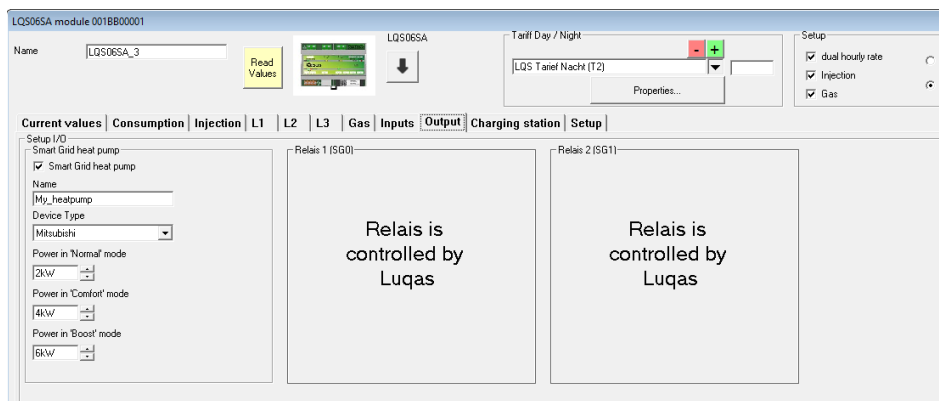 LQS06SA module 001BB00001
Name
LQS06SA_3
Read
Values
LQS06SA
Tariff Day / Night
- +
LQS Tarief Nacht (T2)
Properties...
Setup
dual hourly rate
Injection
Gas
Current values Consumption Injection L1 L2 L3 Gas Inputs Output Charging station Setup
Setup I/O
Smart Grid heat pump
Smart Grid heat pump
Name
My_heatpump
Device Type
Mitsubishi
Power in 'Normal' mode
2kW
Power in 'Comfort' mode
4kW
Power in 'Boost' mode
6kW
Relais 1 (SG0)
Relais is
controlled by
Luqas
Relais 2 (SG1)
Relais is
controlled by
Luqas